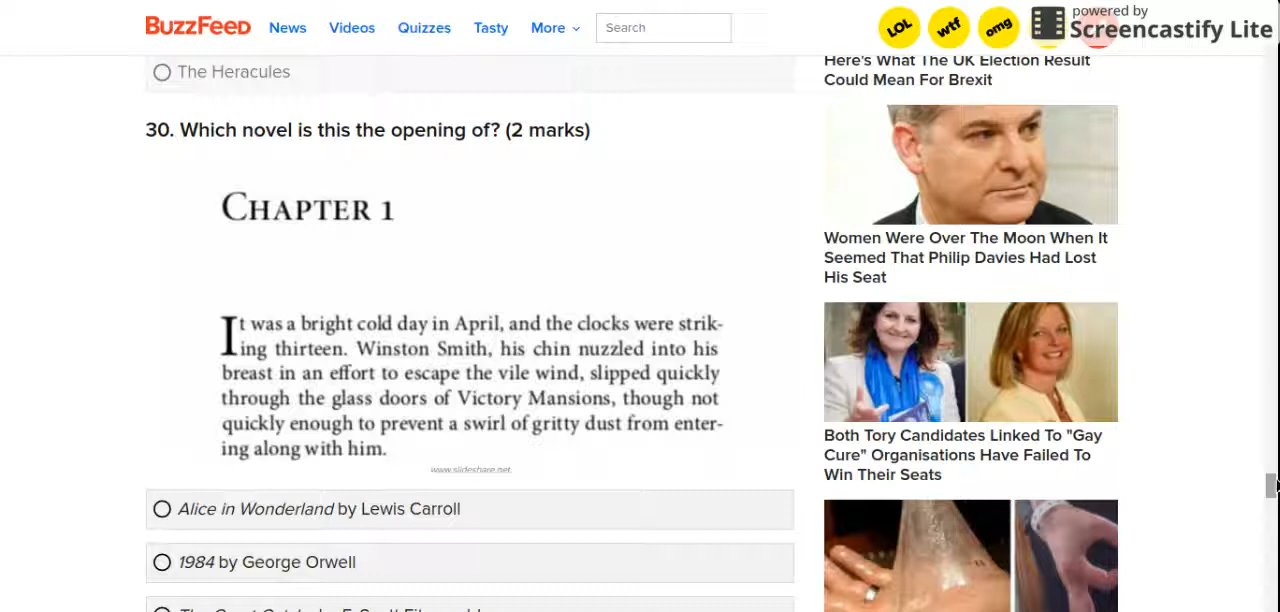 BuzzFeed News Videos Quizzes Tasty More Search LOL wtf omg
powered by
Screencastify Lite
The Heracules
30. Which novel is this the opening of? (2 marks)
CHAPTER 1
It was a bright cold day in April, and the clocks were strik-
ing thirteen. Winston Smith, his chin nuzzled into his
breast in an effort to escape the vile wind, slipped quickly
through the glass doors of Victory Mansions, though not
quickly enough to prevent a swirl of gritty dust from enter-
ing along with him.
www.slideshare.net
Alice in Wonderland by Lewis Carroll
1984 by George Orwell
Here's What The UK Election Result
Could Mean For Brexit
Women Were Over The Moon When It
Seemed That Philip Davies Had Lost
His Seat
Both Tory Candidates Linked To "Gay
Cure" Organisations Have Failed To
Win Their Seats